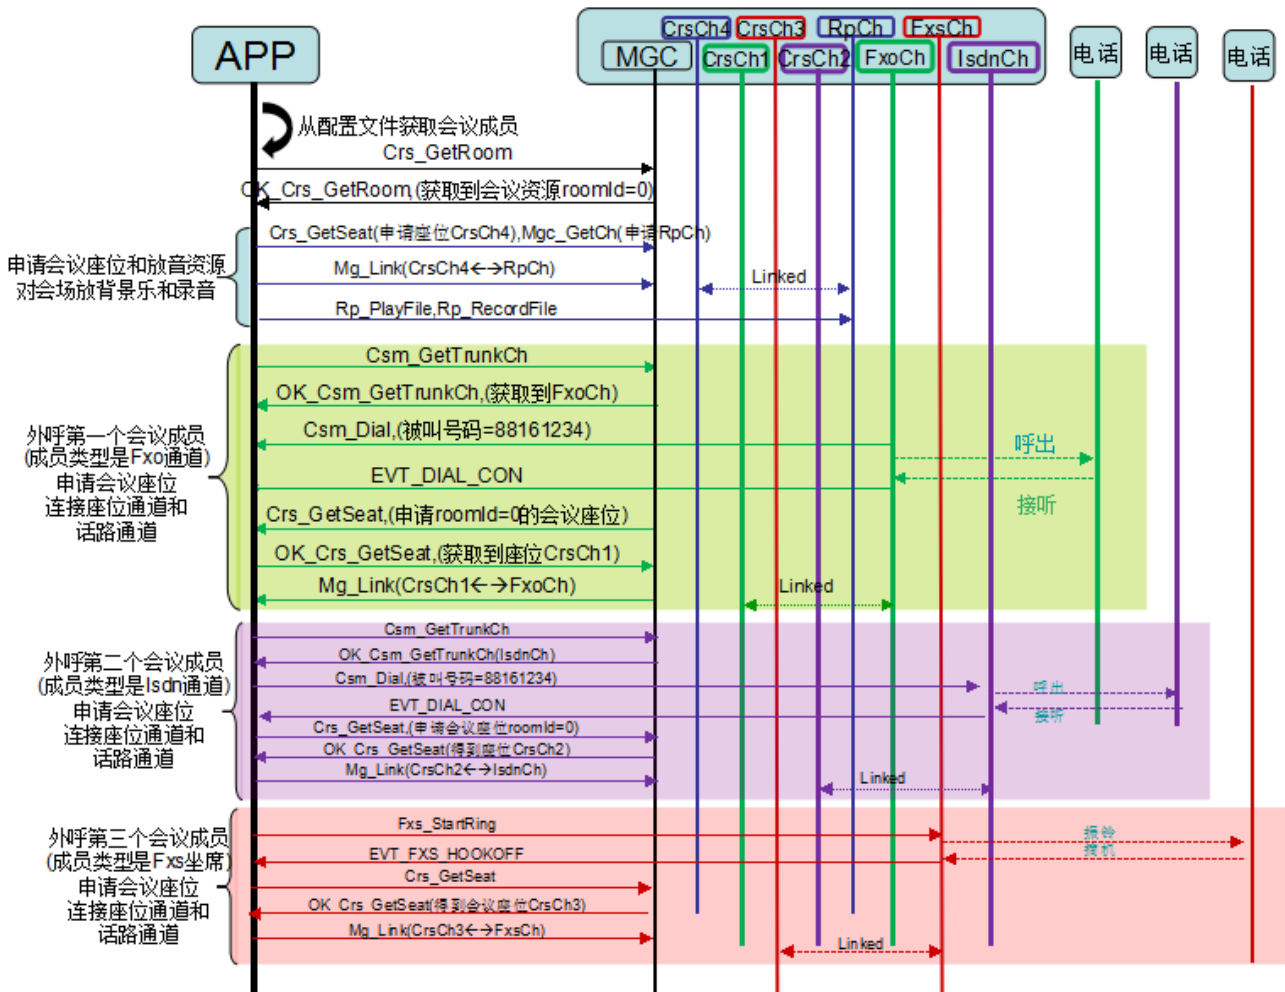 CrsCh4
CrsCh3
RpCh
FxsCh
APP
MGC
CrsCh1
CrsCh2
FxoCh
IsdnCh
电话
电话
电话
从配置文件获取会议成员
Crs_GetRoom
OK_Crs_GetRoom,(获取到会议资源roomId=0)
Crs_GetSeat(申请座位CrsCh4),Mgc_GetCh(申请RpCh)
申请会议座位和放音资源
对会场放背景乐和录音
Mg_Link(CrsCh4←→RpCh)
Linked
Rp_PlayFile,Rp_RecordFile
Csm_GetTrunkCh
OK_Csm_GetTrunkCh,(获取到FxoCh)
外呼第一个会议成员
(成员类型是Fxo通道)
申请会议座位
连接座位通道和
话路通道
Csm_Dial,(被叫号码=88161234)
呼出
EVT_DIAL_CON
接听
Crs_GetSeat,(申请roomId=0的会议座位)
OK_Crs_GetSeat,(获取到座位CrsCh1)
Mg_Link(CrsCh1←→FxoCh)
Linked
Csm_GetTrunkCh
OK_Csm_GetTrunkCh(IsdnCh)
外呼第二个会议成员
(成员类型是Isdn通道)
申请会议座位
连接座位通道和
话路通道
Csm_Dial,(被叫号码=88161234)
呼出
EVT_DIAL_CON
接听
Crs_GetSeat,(申请会议座位roomId=0)
OK_Crs_GetSeat(得到座位CrsCh2)
Mg_Link(CrsCh2←→IsdnCh)
Linked
外呼第三个会议成员
(成员类型是Fxs坐席)
申请会议座位
连接座位通道和
话路通道
Fxs_StartRing
振铃
EVT_FXS_HOOKOFF
摸机
Crs_GetSeat
OK_Crs_GetSeat(得到会议座位CrsCh3)
Mg_Link(CrsCh3←→FxsCh)
Linked